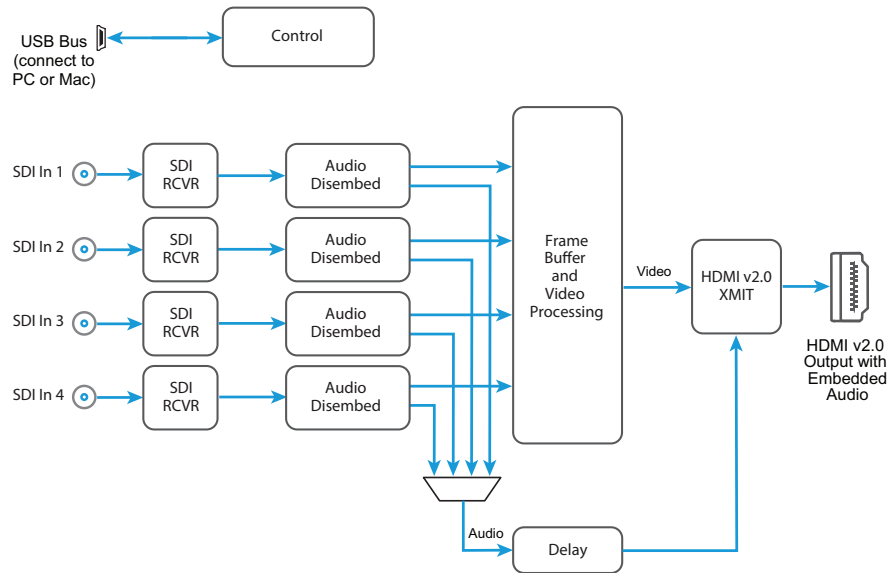 USB Bus
(connect to
PC or Mac)
Control
SDI In 1
SDI
RCVR
Audio
Disembed
SDI In 2
SDI
RCVR
Audio
Disembed
SDI In 3
SDI
RCVR
Audio
Disembed
SDI In 4
SDI
RCVR
Audio
Disembed
Frame
Buffer
and
Video
Processing
Video
HDMI v2.0
XMIT
HDMI v2.0
Output with
Embedded
Audio
Audio
Delay